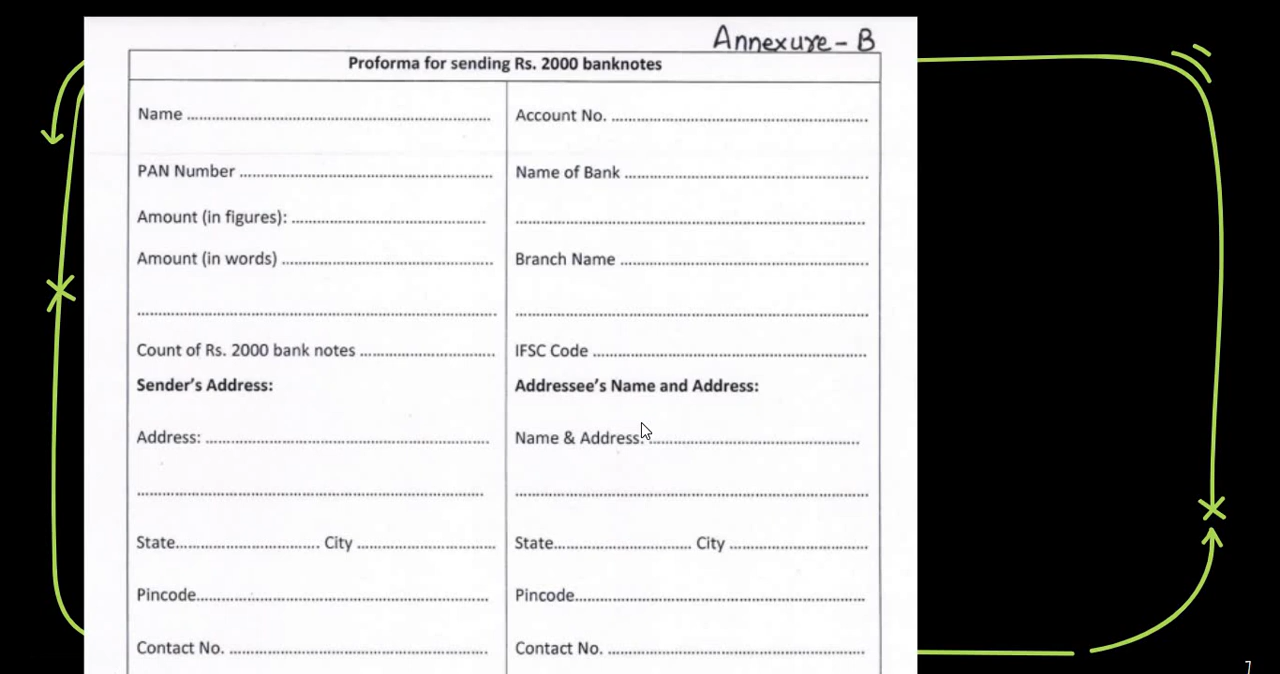 Annexure - B
Proforma for sending Rs. 2000 banknotes
Name ................................................
Account No. ................................................
PAN Number ................................................
Name of Bank ................................................
Amount (in figures): ................................................
................................................
Amount (in words) ................................................
Branch Name ................................................
................................................
................................................
Count of Rs. 2000 bank notes ................................
IFSC Code ................................................
Sender's Address:
Addressee's Name and Address:
Address: ................................................
Name & Address: ................................................
................................................
................................................
State................................ City ................................
State................................ City ................................
Pincode................................................
Pincode................................................
Contact No. ................................................
Contact No. ................................................
7